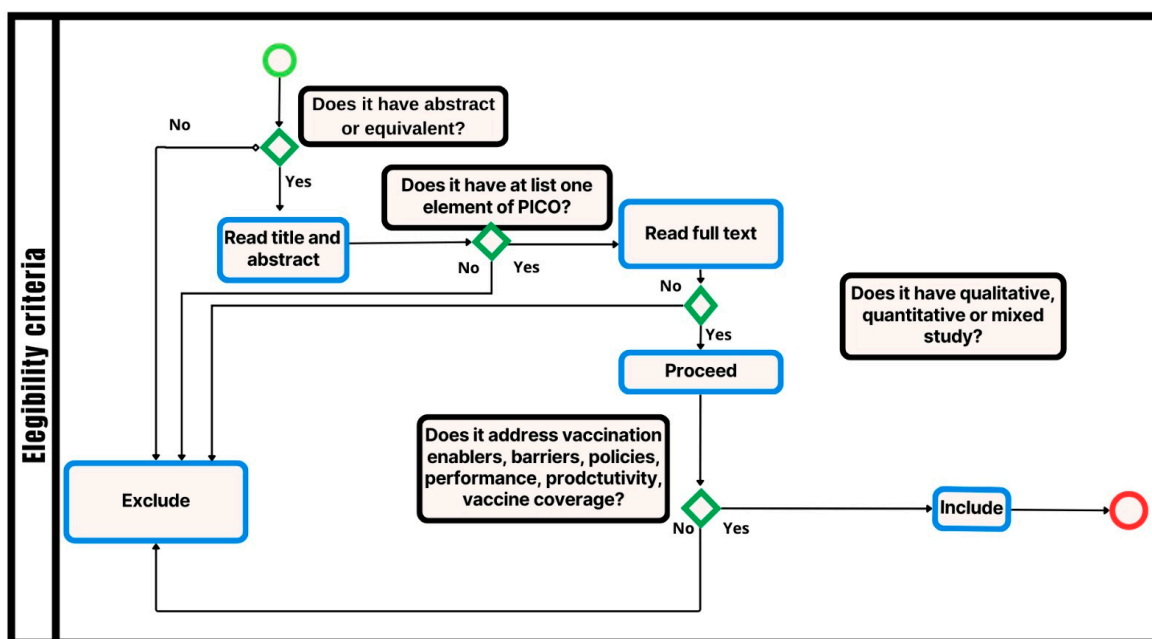 Elegibility criteria
Does it have abstract
or equivalent?
No
Yes
Does it have at list one
element of PICO?
Read title and
abstract
Read full text
No
Yes
No
Does it have qualitative,
quantitative or mixed
study?
Yes
Proceed
Does it address vaccination
enablers, barriers, policies,
performance, prodctutivity,
vaccine coverage?
Exclude
Include
No
Yes